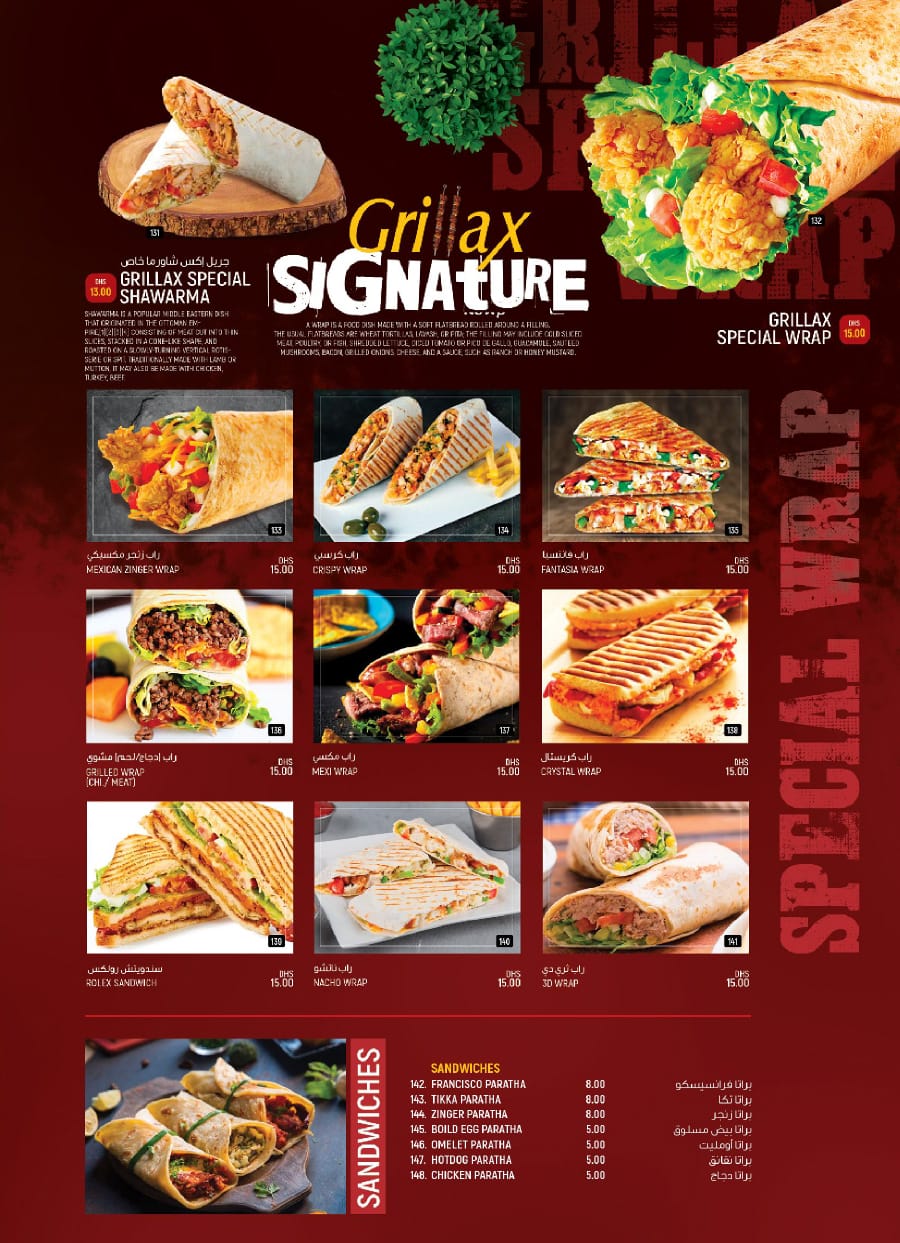 GRILLAX
SPECIAL WRAP
131
132
Grillax
SIGNATURE
جريل إكس شاورما خاص
DHS
13.00
GRILLAX SPECIAL
SHAWARMA
SHAWARMA IS A POPULAR MIDDLE EASTERN DISH
THAT ORIGINATED IN THE OTTOMAN EM-
PIRE,[1][2][3][4] CONSISTING OF MEAT CUT INTO THIN
SLICES, STACKED IN A CONE-LIKE SHAPE, AND
ROASTED ON A SLOWLY-TURNING VERTICAL ROTIS-
SERIE OR SPIT. TRADITIONALLY MADE WITH LAMB OR
MUTTON, IT MAY ALSO BE MADE WITH CHICKEN,
TURKEY, BEEF.
A WRAP IS A FOOD DISH MADE WITH A SOFT FLATBREAD ROLLED AROUND A FILLING.
THE USUAL FLATBREADS ARE WHEAT TORTILLAS, LAVASH, OR PITA; THE FILLING MAY INCLUDE COLD SLICED
MEAT, POULTRY, OR FISH, SHREDDED LETTUCE, DICED TOMATO OR PICO DE GALLO, GUACAMOLE, SAUTEED
MUSHROOMS, BACON, GRILLED ONIONS, CHEESE, AND A SAUCE, SUCH AS RANCH OR HONEY MUSTARD.
GRILLAX
SPECIAL WRAP
DHS
15.00
SPECIAL WRAP
133
راب زنجر مكسيكي
MEXICAN ZINGER WRAP
DHS
15.00
134
راب كرسبي
CRISPY WRAP
DHS
15.00
135
راب فانتسيا
FANTASIA WRAP
DHS
15.00
136
راب (دجاج/لحم) مشوي
GRILLED WRAP
(CHI./ MEAT)
DHS
15.00
137
راب مكسي
MEXI WRAP
DHS
15.00
138
راب كريستال
CRYSTAL WRAP
DHS
15.00
139
سندويتش رولكس
ROLEX SANDWICH
DHS
15.00
140
راب ناتشو
NACHO WRAP
DHS
15.00
141
راب ثري دي
3D WRAP
DHS
15.00
SANDWICHES
SANDWICHES
142. FRANCISCO PARATHA 8.00 براتا فرانسيسكو
143. TIKKA PARATHA 8.00 براتا تكا
144. ZINGER PARATHA 8.00 براتا زنجر
145. BOILD EGG PARATHA 5.00 براتا بيض مسلوق
146. OMELET PARATHA 5.00 براتا أومليت
147. HOTDOG PARATHA 5.00 براتا نقانق
148. CHICKEN PARATHA 5.00 براتا دجاج